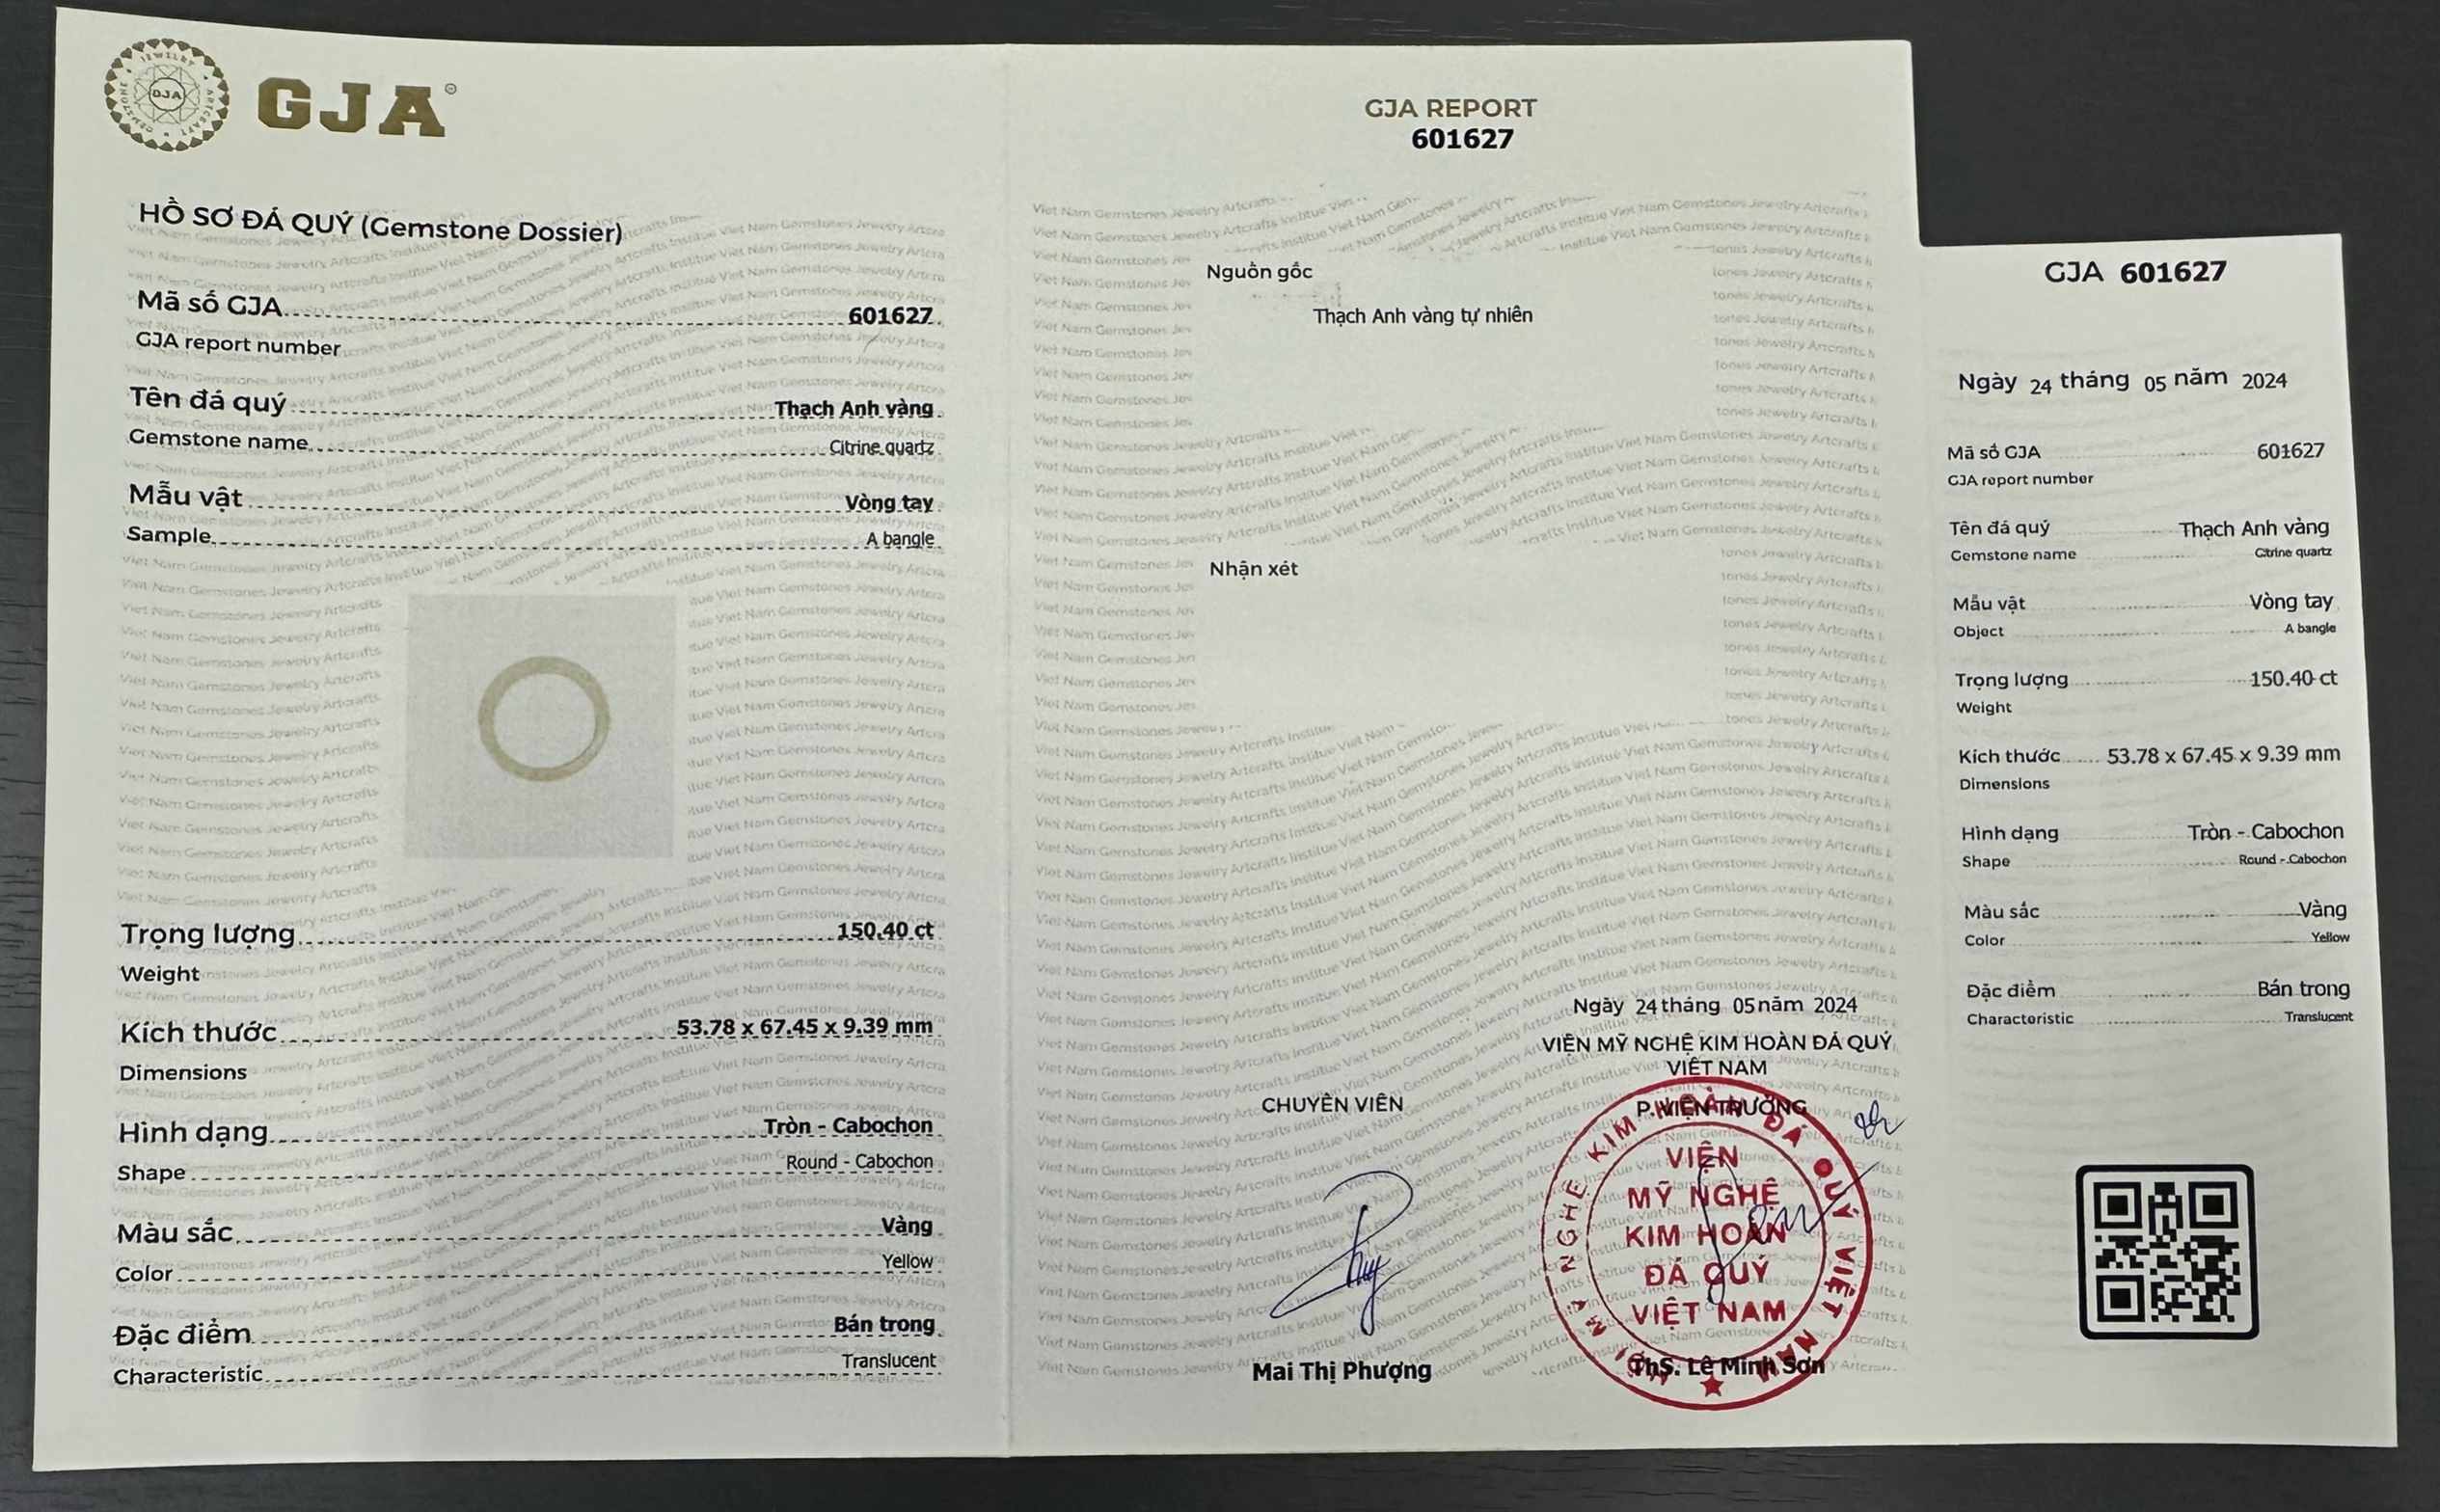 GJA
HỒ SƠ ĐÁ QUÝ (Gemstone Dossier)
Mã số GJA 601627
GJA report number
Tên đá quý Thạch Anh vàng
Gemstone name Citrine quartz
Mẫu vật Vòng tay
Sample A bangle
Trọng lượng 150.40 ct
Weight
Kích thước 53.78 x 67.45 x 9.39 mm
Dimensions
Hình dạng Tròn - Cabochon
Shape Round - Cabochon
Màu sắc Vàng
Color Yellow
Đặc điểm Bán trong
Characteristic Translucent
GJA REPORT
601627
Nguồn gốc
Thạch Anh vàng tự nhiên
Nhận xét
Ngày 24 tháng 05 năm 2024
VIỆN MỸ NGHỆ KIM HOÀN ĐÁ QUÝ
VIỆT NAM
CHUYÊN VIÊN
P.VIỆN TRƯỞNG
VIỆN
MỸ NGHỆ
KIM HOÀN
ĐÁ QUÝ
VIỆT NAM
Mai Thị Phượng
ThS. Lê Minh Sơn
GJA 601627
Ngày 24 tháng 05 năm 2024
Mã số GJA 601627
GJA report number
Tên đá quý Thạch Anh vàng
Gemstone name Citrine quartz
Mẫu vật Vòng tay
Object A bangle
Trọng lượng 150.40 ct
Weight
Kích thước 53.78 x 67.45 x 9.39 mm
Dimensions
Hình dạng Tròn - Cabochon
Shape Round - Cabochon
Màu sắc Vàng
Color Yellow
Đặc điểm Bán trong
Characteristic Translucent